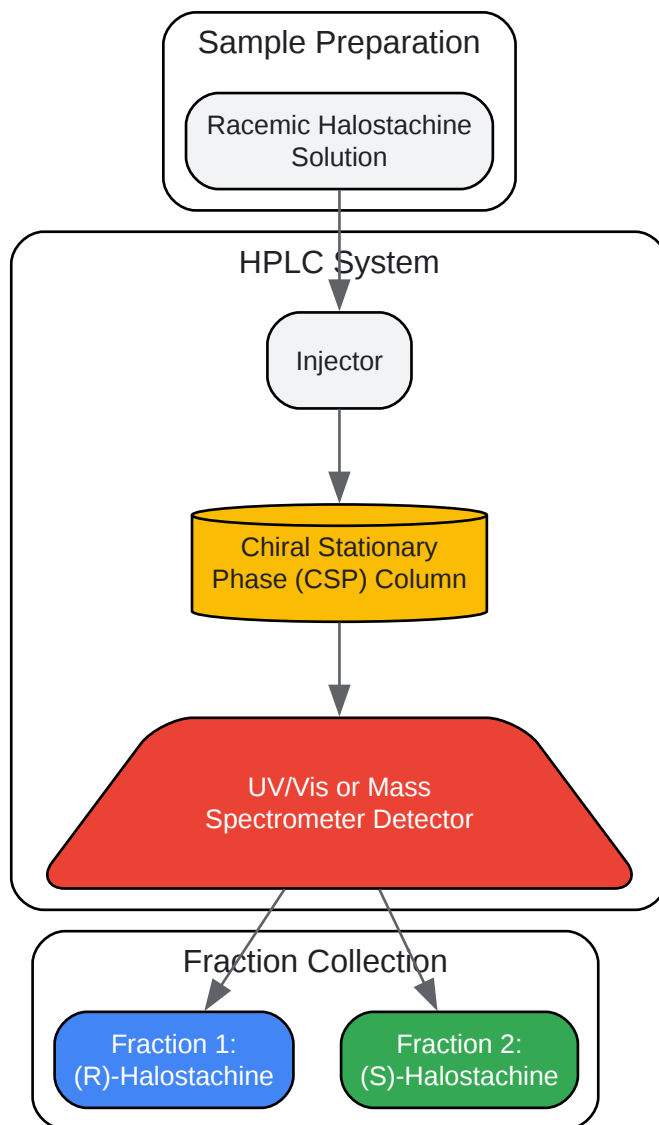 Sample Preparation
Racemic Halostachine
Solution
HPLC System
Injector
Chiral Stationary
Phase (CSP) Column
UV/Vis or Mass
Spectrometer Detector
Fraction Collection
Fraction 1:
(R)-Halostachine
Fraction 2:
(S)-Halostachine